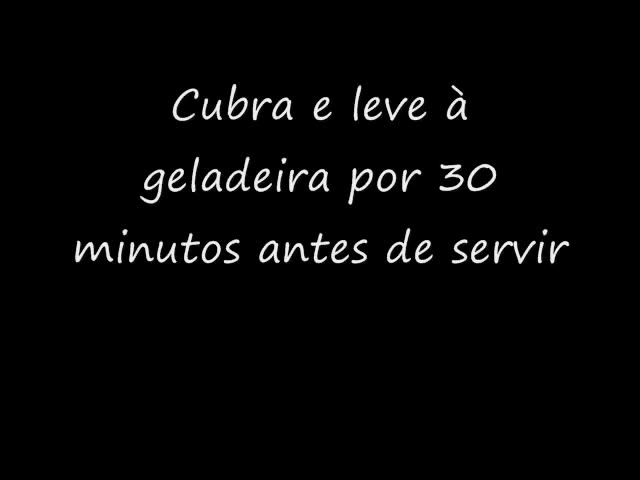 Cubra e leve à
geladeira por 30
minutos antes de servir